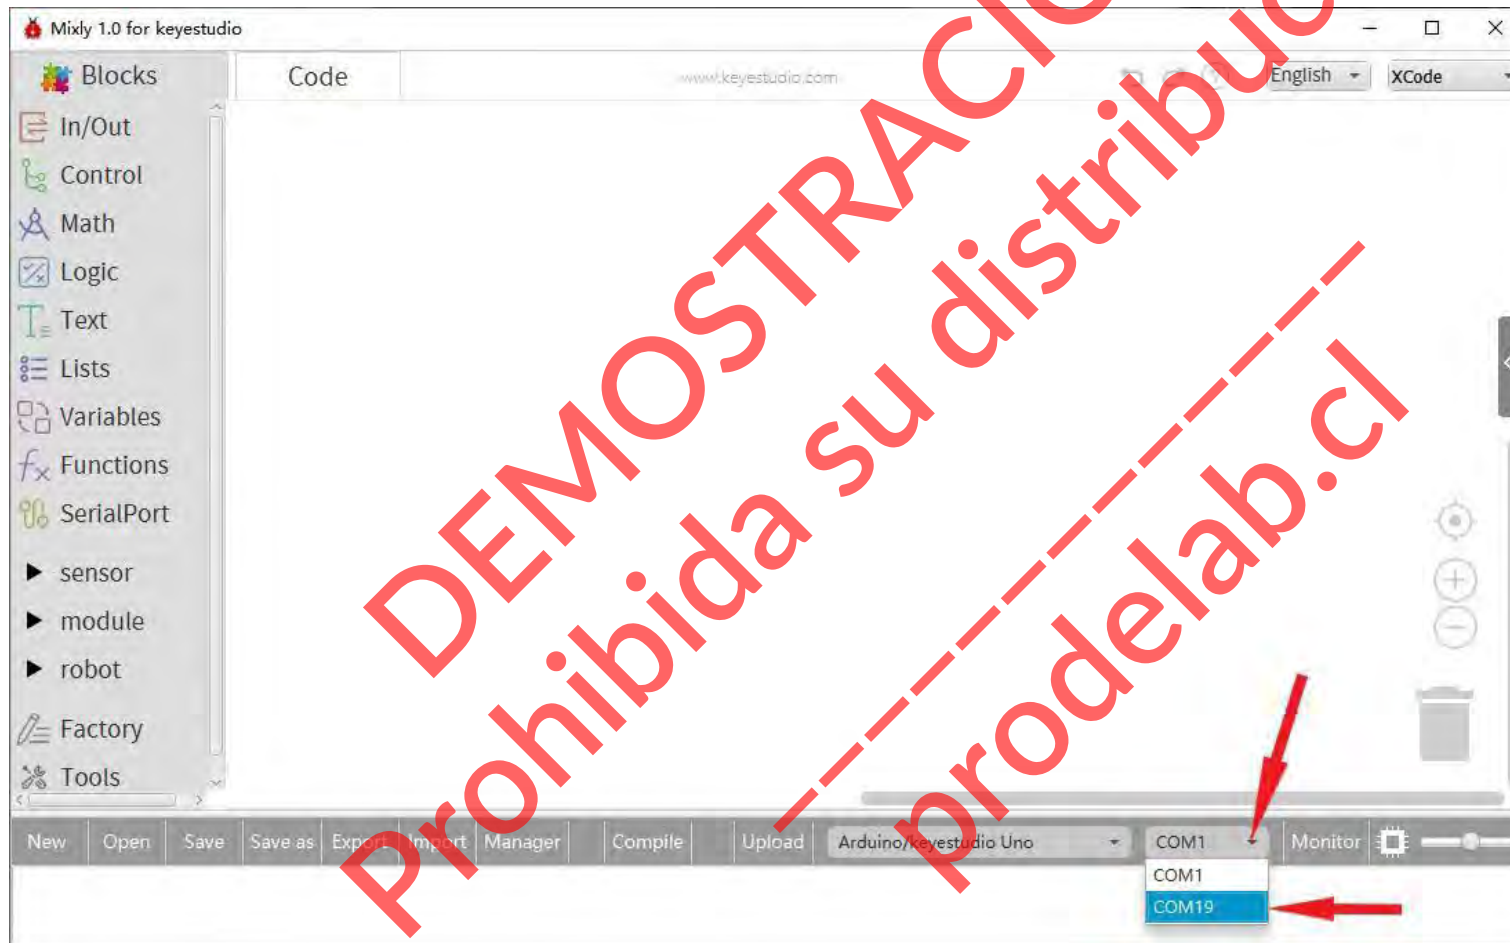 Mixly 1.0 for keyestudio
Blocks
Code
www.keyestudio.com
English
XCode
In/Out
Control
Math
Logic
Text
Lists
Variables
Functions
SerialPort
sensor
module
robot
Factory
Tools
New Open Save Save as Export Import Manager Compile Upload Arduino/keyestudio Uno COM1 Monitor
COM1
COM19
DEMOSTRACIÓ
Prohibida su distribuc
prodelab.cl